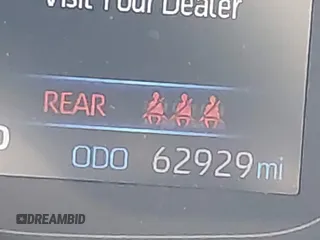 Visit Your Dealer
REAR
ODO 62929 mi
DREAMBID